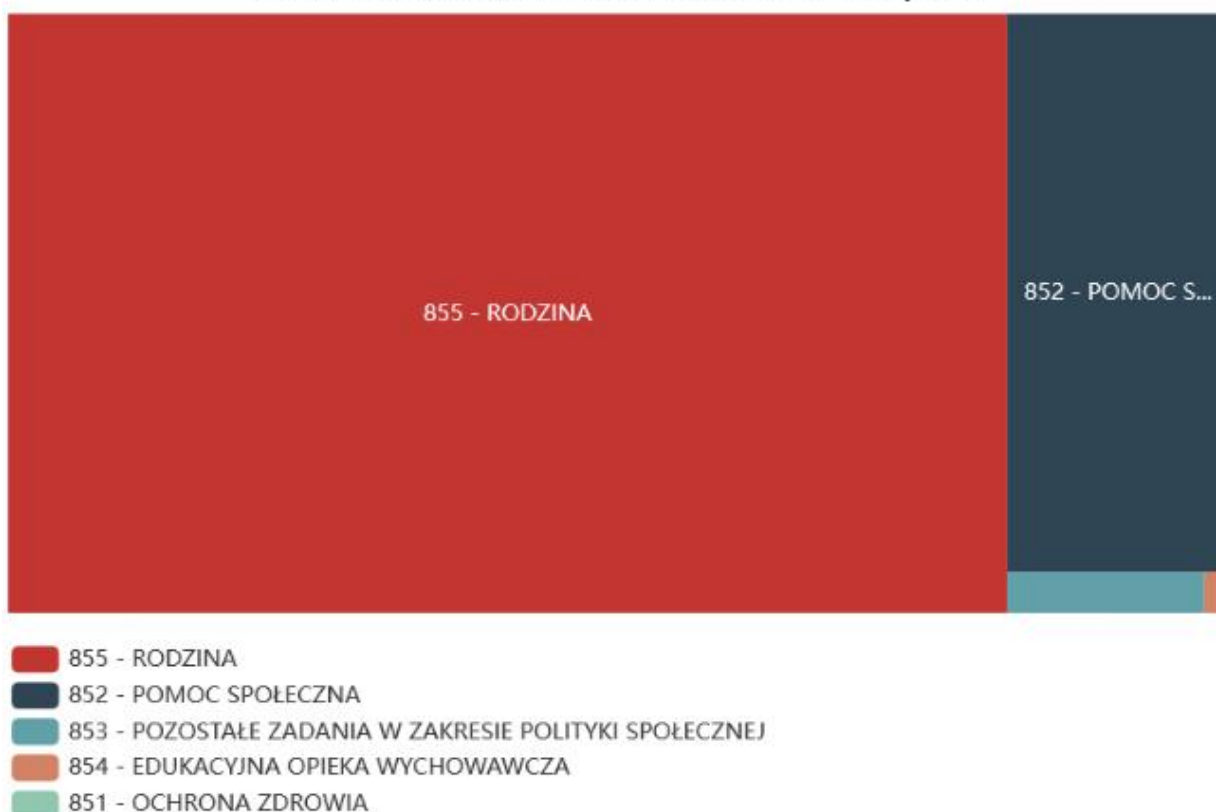 855 - RODZINA
852 - POMOC S...
855 - RODZINA
852 - POMOC SPOŁECZNA
853 - POZOSTAŁE ZADANIA W ZAKRESIE POLITYKI SPOŁECZNEJ
854 - EDUKACYJNA OPIEKA WYCHOWAWCZA
851 - OCHRONA ZDROWIA